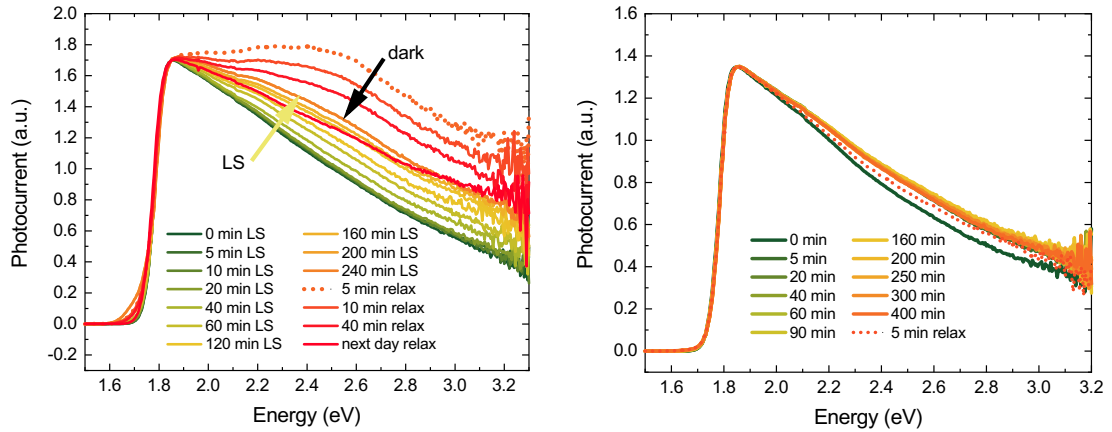 Photocurrent (a.u.)
2.0
1.8
1.6
1.4
1.2
1.0
0.8
0.6
0.4
0.2
0.0
-0.2
dark
LS
0 min LS
5 min LS
10 min LS
20 min LS
40 min LS
60 min LS
120 min LS
160 min LS
200 min LS
240 min LS
5 min relax
10 min relax
40 min relax
next day relax
1.6 1.8 2.0 2.2 2.4 2.6 2.8 3.0 3.2
Energy (eV)
Photocurrent (a.u.)
1.6
1.4
1.2
1.0
0.8
0.6
0.4
0.2
0.0
0 min
5 min
20 min
40 min
60 min
90 min
160 min
200 min
250 min
300 min
400 min
5 min relax
1.6 1.8 2.0 2.2 2.4 2.6 2.8 3.0 3.2
Energy (eV)